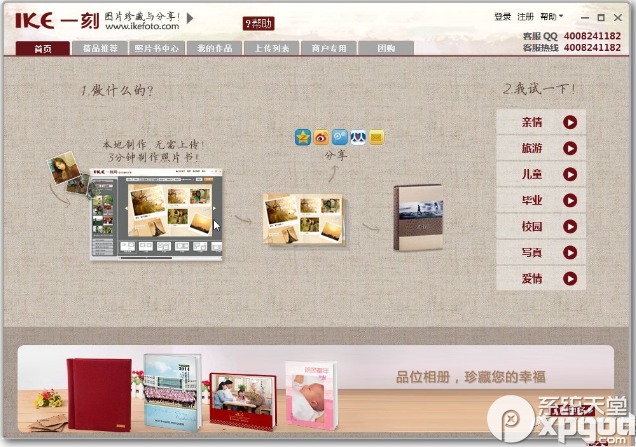 IKE 一刻 图片珍藏与分享!
www.ikefoto.com
?帮助
登录 注册 帮助
客服 QQ 4008241182
客服热线 4008241182
首页 精品推荐 照片书中心 我的作品 上传列表 商户专用 团购
1.做什么的?
本地制作 无需上传!
3分钟制作照片书!
分享
2.我试一下!
亲情
旅游
儿童
毕业
校园
写真
爱情
品位相册,珍藏您的幸福
系统天堂
xpgod.com